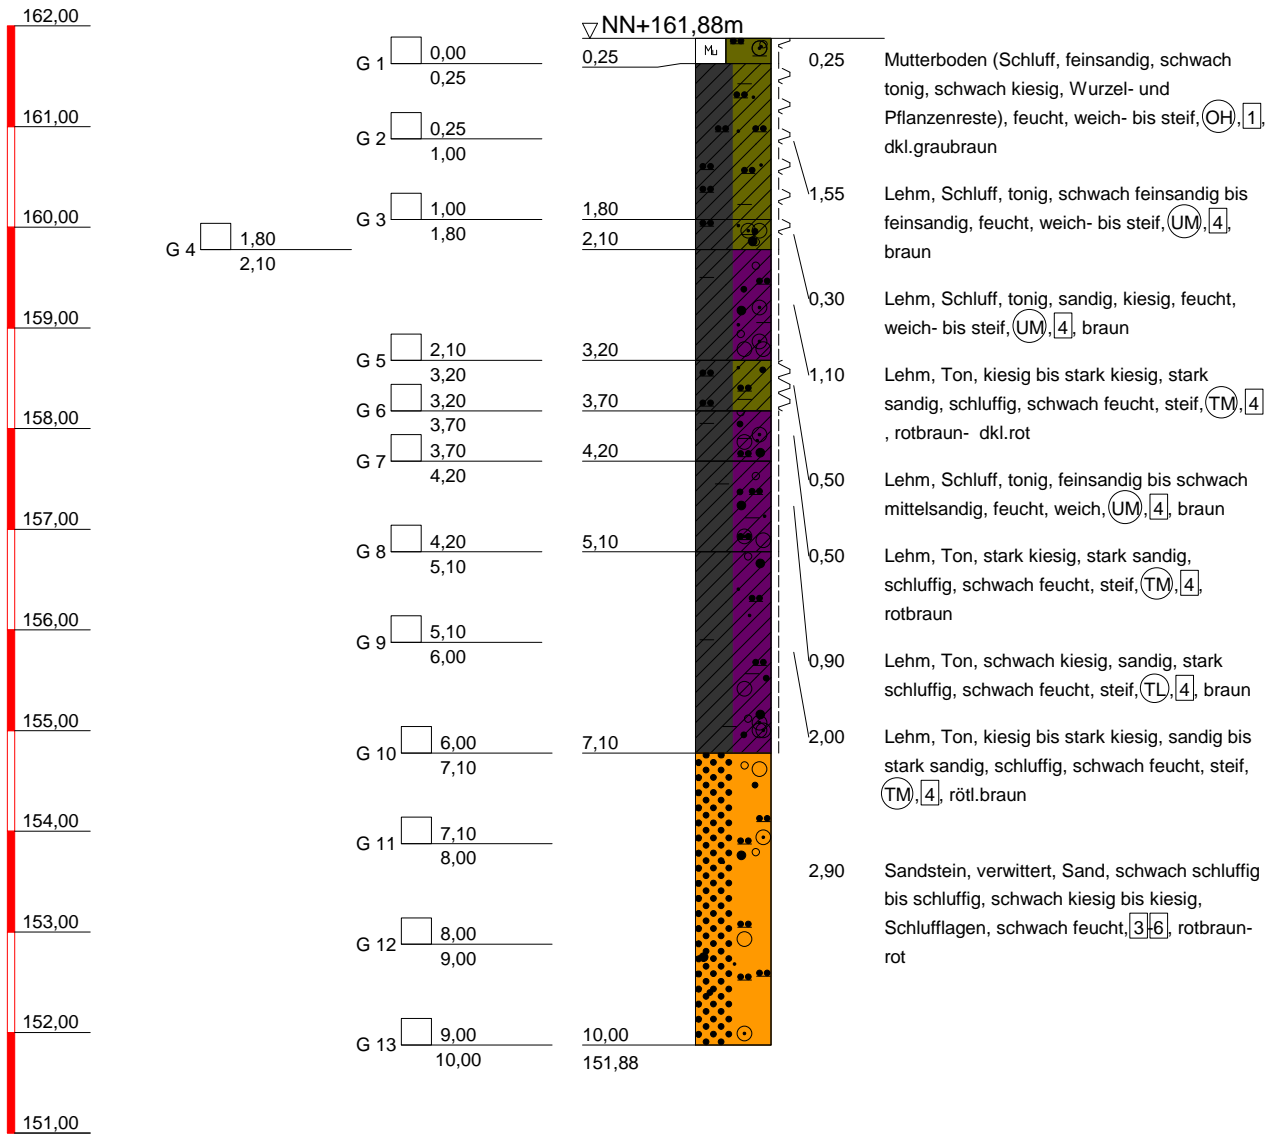 162,00
161,00
160,00
159,00
158,00
157,00
156,00
155,00
154,00
153,00
152,00
151,00
G 1 0,00
0,25
G 2 0,25
1,00
G 3 1,00
1,80
G 4 1,80
2,10
G 5 2,10
3,20
G 6 3,20
3,70
G 7 3,70
4,20
G 8 4,20
5,10
G 9 5,10
6,00
G 10 6,00
7,10
G 11 7,10
8,00
G 12 8,00
9,00
G 13 9,00
10,00
NN+161,88m
0,25
1,80
2,10
3,20
3,70
4,20
5,10
7,10
10,00
151,88
Mu
0,25 Mutterboden (Schluff, feinsandig, schwach
tonig, schwach kiesig, Wurzel- und
Pflanzenreste), feucht, weich- bis steif, OH, 1,
dkl.graubraun
1,55 Lehm, Schluff, tonig, schwach feinsandig bis
feinsandig, feucht, weich- bis steif, UM, 4,
braun
0,30 Lehm, Schluff, tonig, sandig, kiesig, feucht,
weich- bis steif, UM, 4, braun
1,10 Lehm, Ton, kiesig bis stark kiesig, stark
sandig, schluffig, schwach feucht, steif, TM, 4
, rotbraun- dkl.rot
0,50 Lehm, Schluff, tonig, feinsandig bis schwach
mittelsandig, feucht, weich, UM, 4, braun
0,50 Lehm, Ton, stark kiesig, stark sandig,
schluffig, schwach feucht, steif, TM, 4,
rotbraun
0,90 Lehm, Ton, schwach kiesig, sandig, stark
schluffig, schwach feucht, steif, TL, 4, braun
2,00 Lehm, Ton, kiesig bis stark kiesig, sandig bis
stark sandig, schluffig, schwach feucht, steif,
TM, 4, rötl.braun
2,90 Sandstein, verwittert, Sand, schwach schluffig
bis schluffig, schwach kiesig bis kiesig,
Schlufflagen, schwach feucht, 3-6, rotbraun-
rot